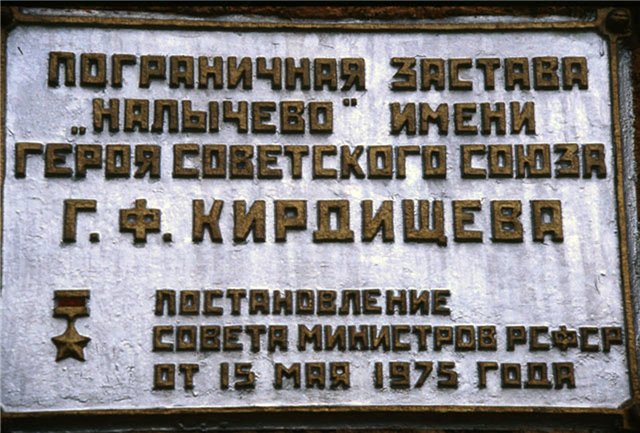 ПОГРАНИЧНАЯ ЗАСТАВА
„НАЛЫЧЕВО" ИМЕНИ
ГЕРОЯ СОВЕТСКОГО СОЮЗА
Г. Ф. КИРДИЩЕВА
ПОСТАНОВЛЕНИЕ
СОВЕТА МИНИСТРОВ РСФСР
ОТ 15 МАЯ 1975 ГОДА